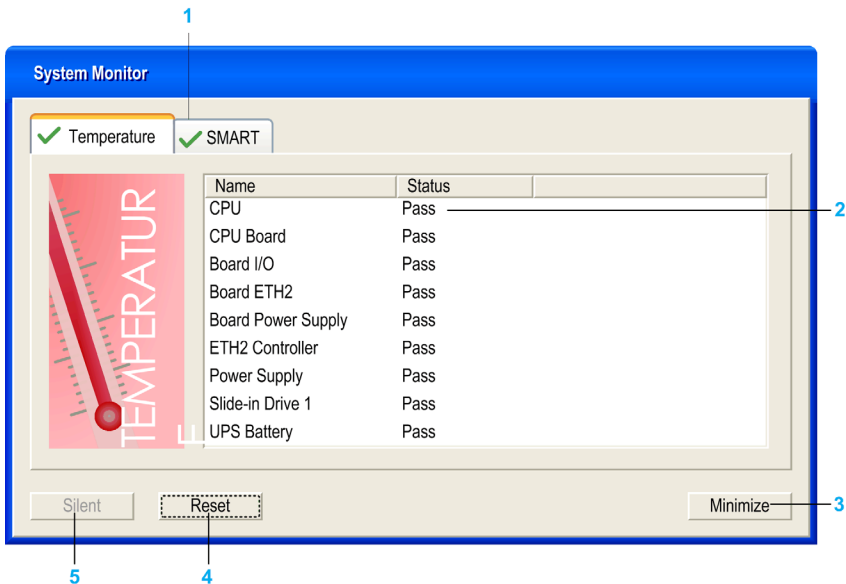 1
System Monitor
Temperature SMART
TEMPERATUR
E
Name Status
CPU Pass 2
CPU Board Pass
Board I/O Pass
Board ETH2 Pass
Board Power Supply Pass
ETH2 Controller Pass
Power Supply Pass
Slide-in Drive 1 Pass
UPS Battery Pass
Silent Reset Minimize 3
5 4